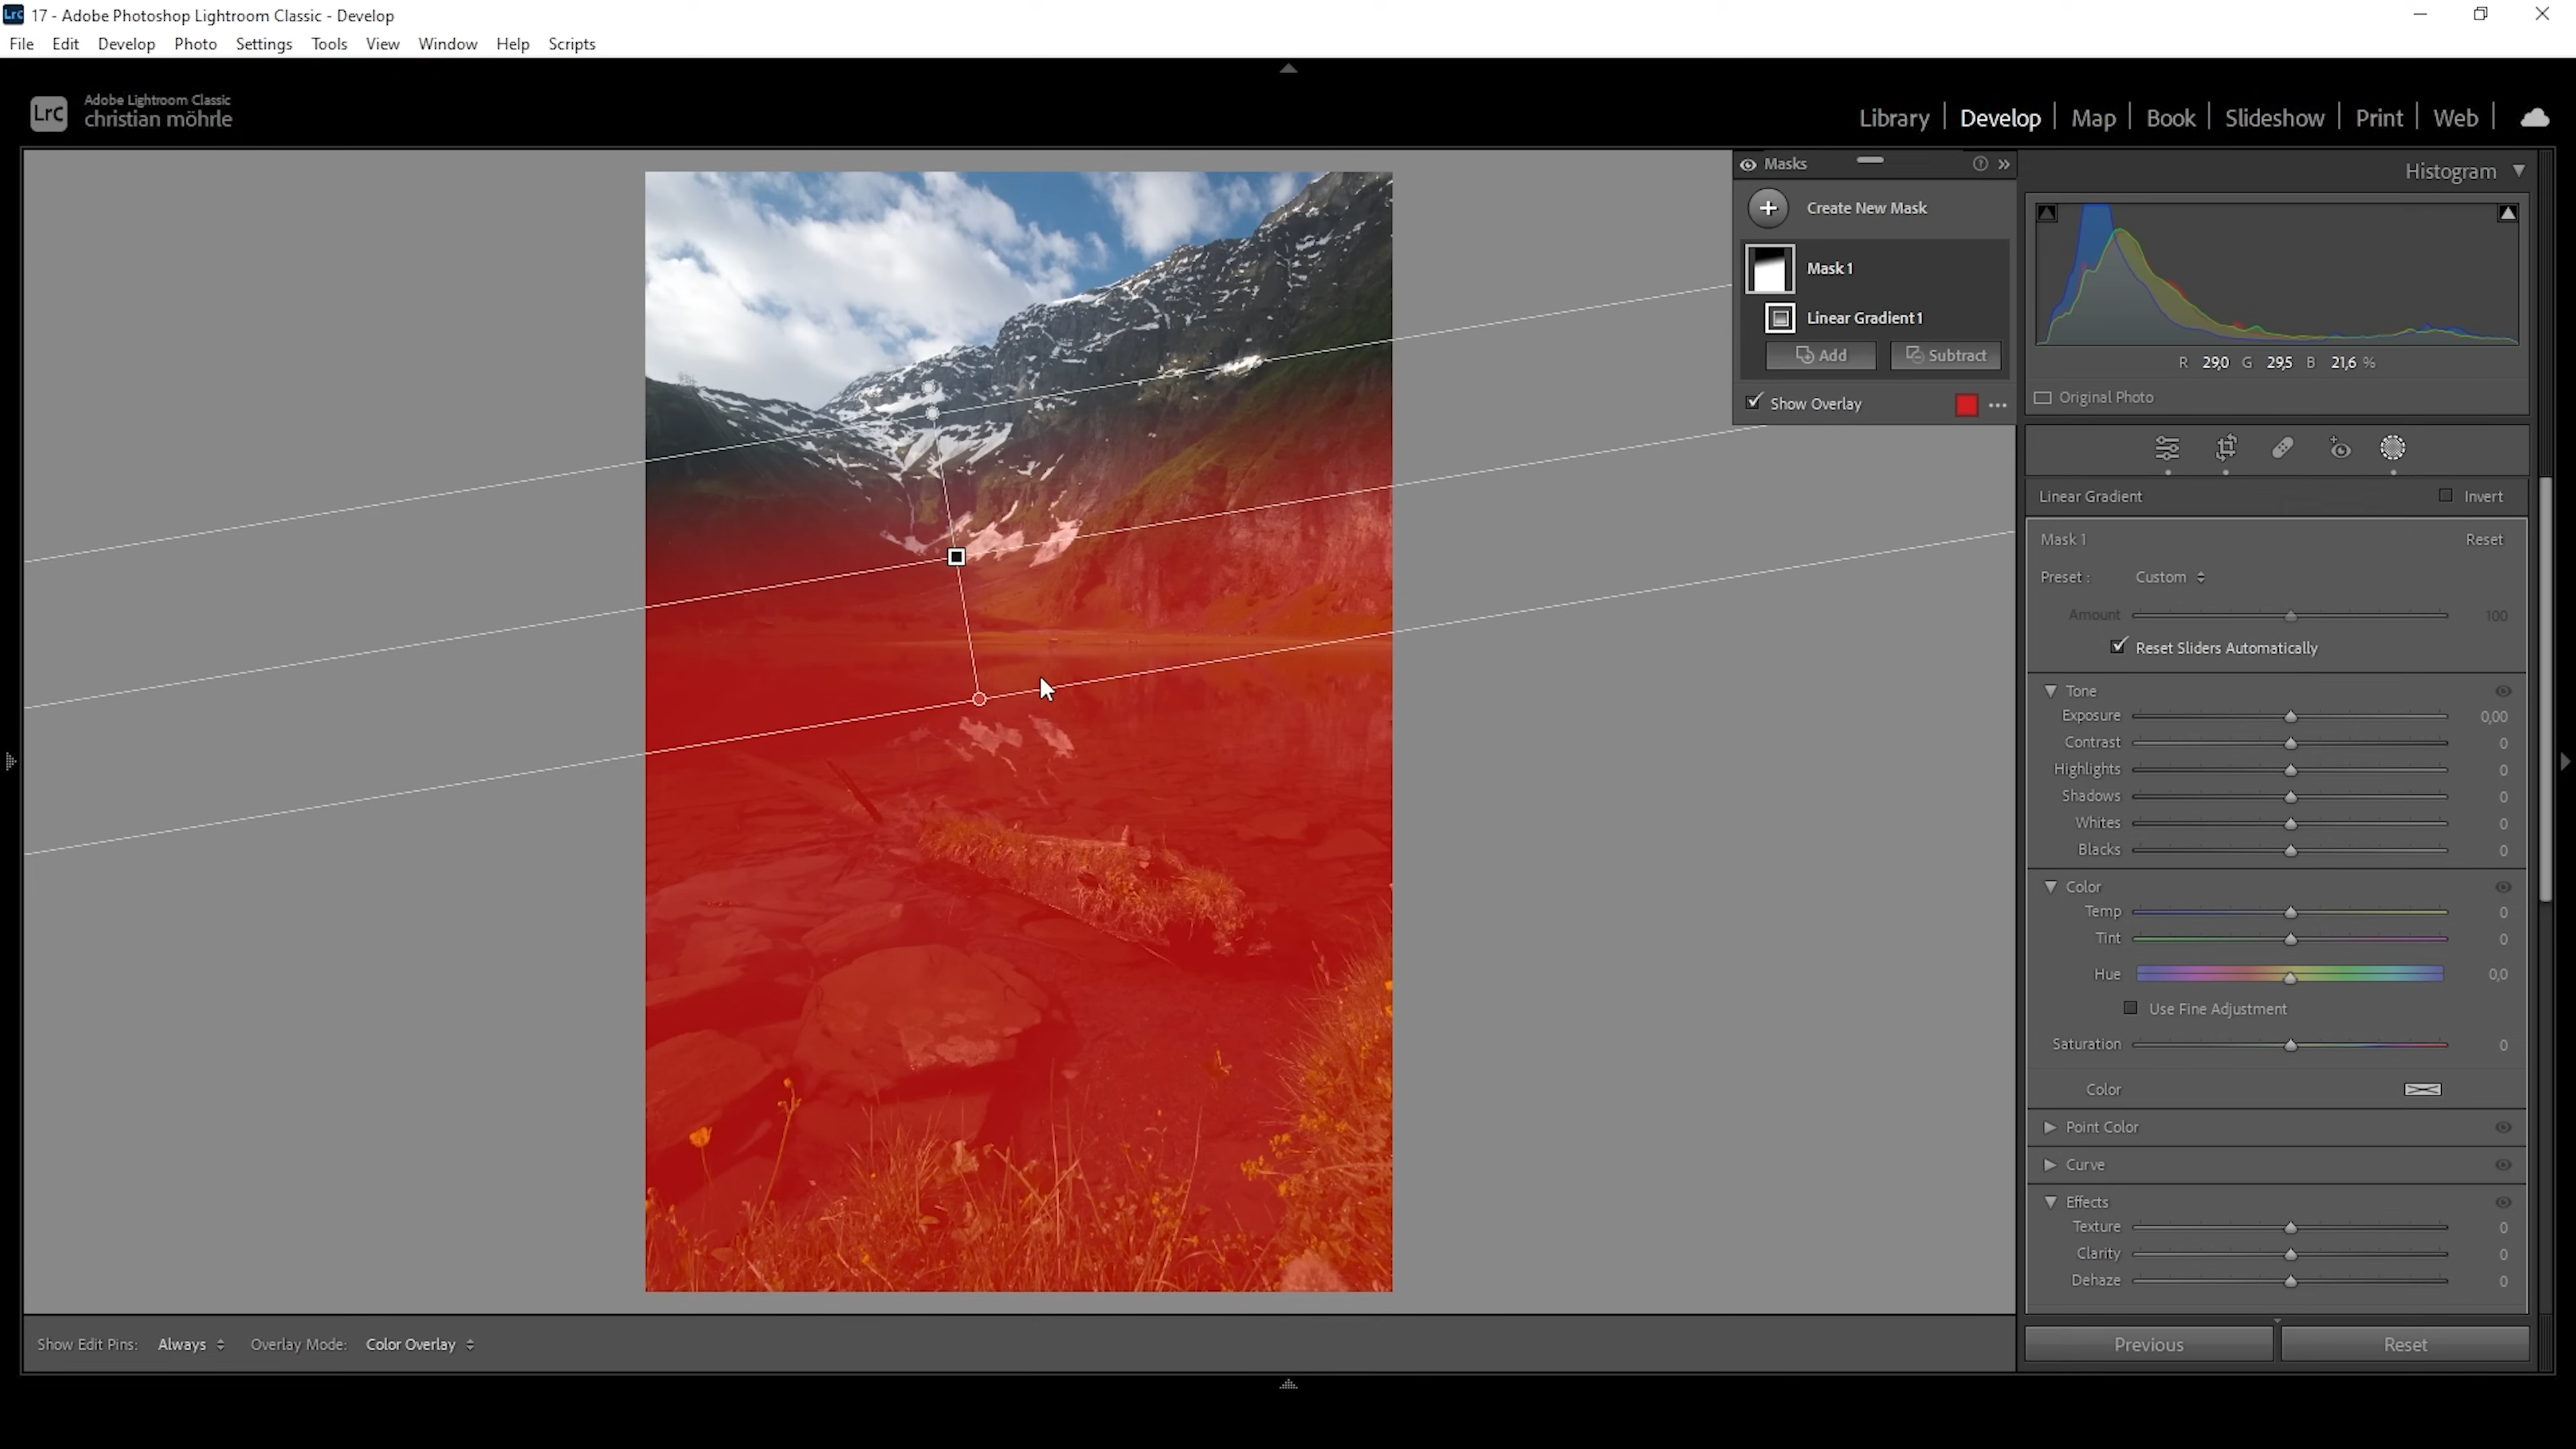 Lrc 17 - Adobe Photoshop Lightroom Classic - Develop
File Edit Develop Photo Settings Tools View Window Help Scripts
Lrc Adobe Lightroom Classic
christian möhrle
Library | Develop | Map | Book | Slideshow | Print | Web |
Masks
Create New Mask
Mask 1
Linear Gradient 1
Add Subtract
Show Overlay
Histogram
R 29,0 G 29,5 B 21,6 %
Original Photo
Linear Gradient Invert
Mask 1 Reset
Preset : Custom
Amount 100
Reset Sliders Automatically
Tone
Exposure 0,00
Contrast 0
Highlights 0
Shadows 0
Whites 0
Blacks 0
Color
Temp 0
Tint 0
Hue 0,0
Use Fine Adjustment
Saturation 0
Color
Point Color
Curve
Effects
Texture 0
Clarity 0
Dehaze 0
Show Edit Pins: Always Overlay Mode: Color Overlay
Previous Reset